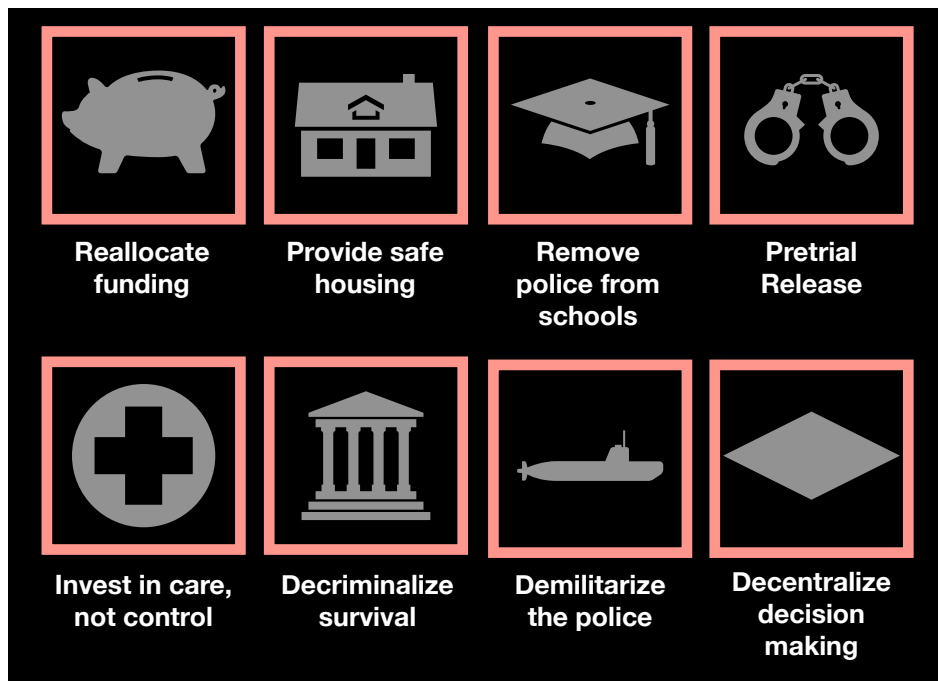 Reallocate
funding
Provide safe
housing
Remove
police from
schools
Pretrial
Release
Invest in care,
not control
Decriminalize
survival
Demilitarize
the police
Decentralize
decision
making